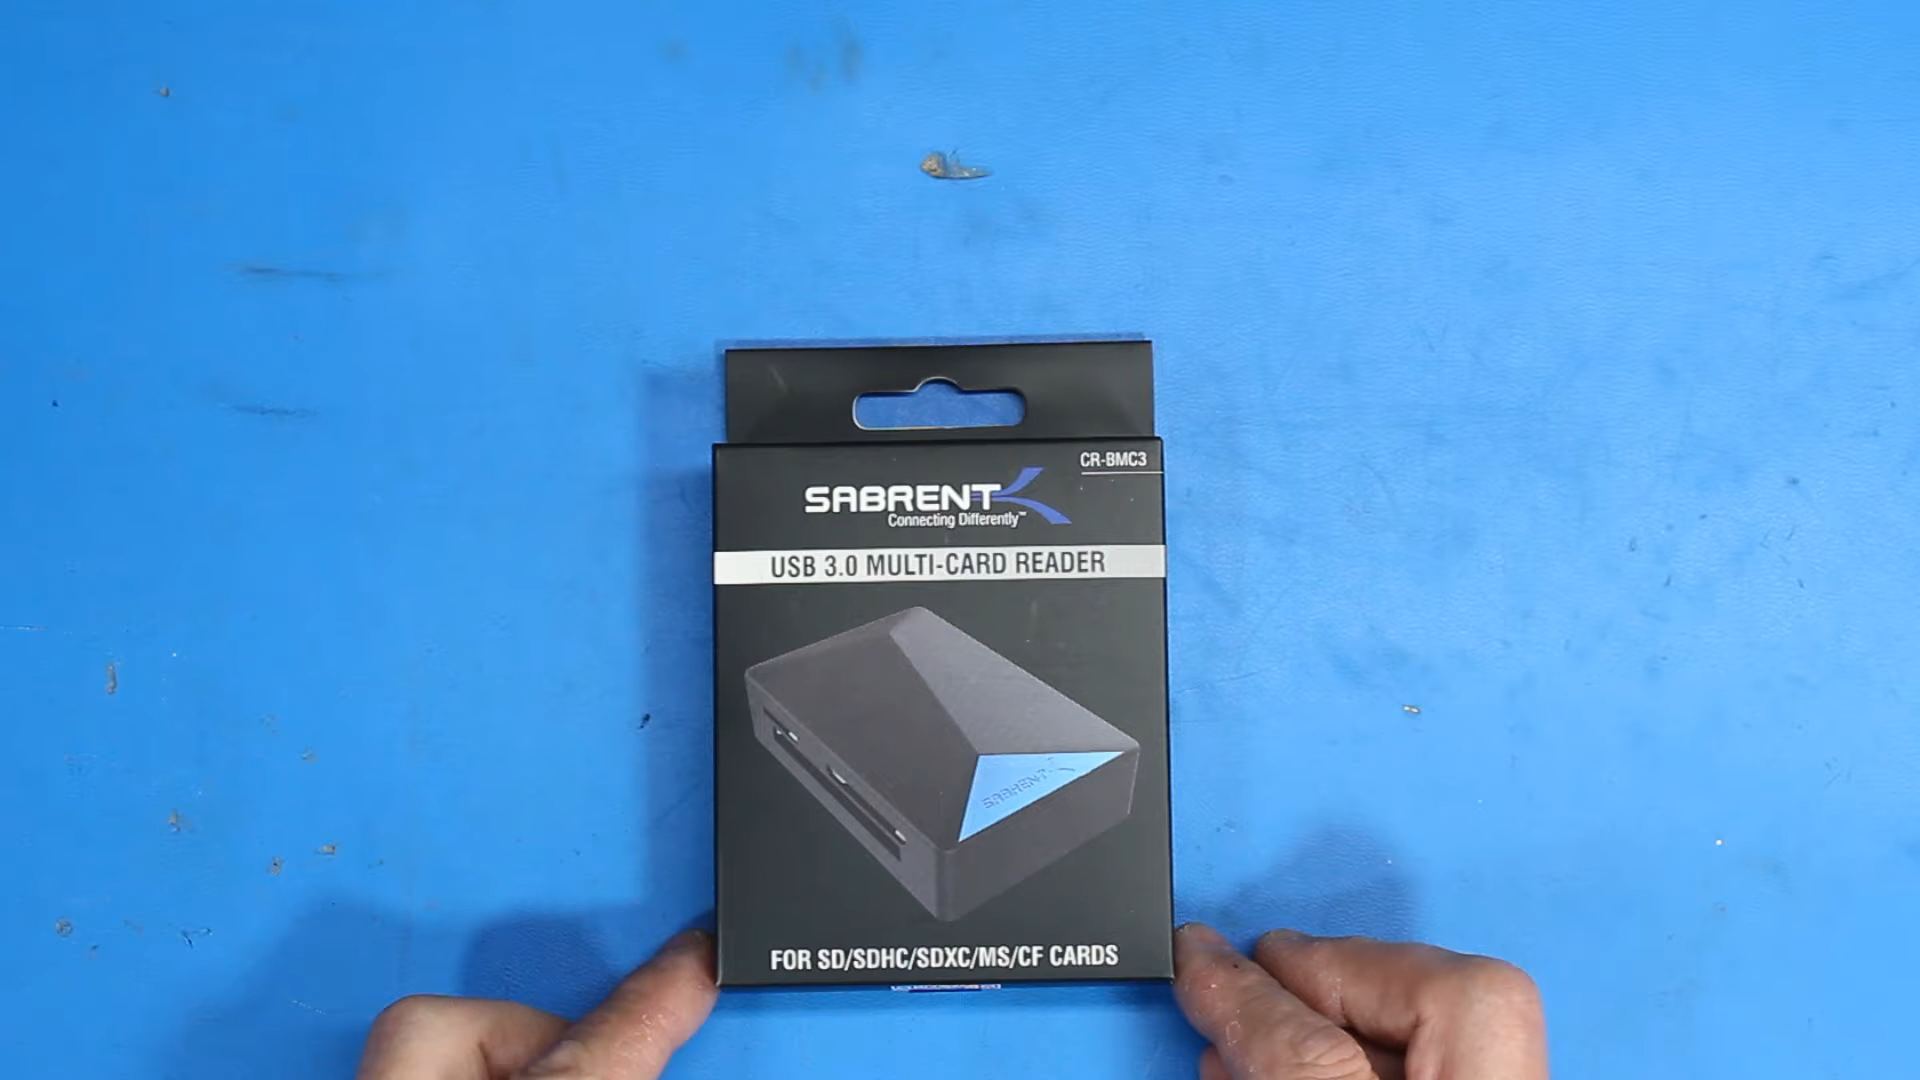 CR-BMC3
SABRENT
Connecting Differently™
USB 3.0 MULTI-CARD READER
SABRENT
FOR SD/SDHC/SDXC/MS/CF CARDS